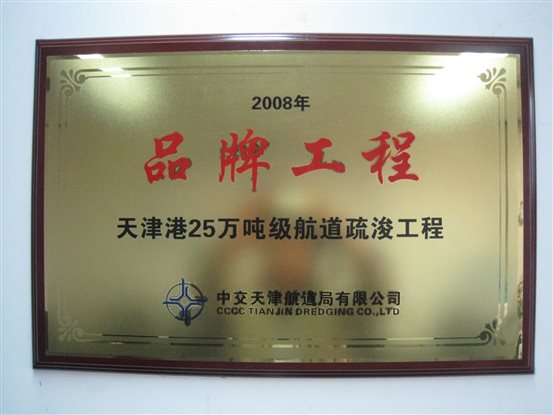 2008年
品牌工程
天津港25万吨级航道疏浚工程
中交天津航道局有限公司
CCCC TIANJIN DREDGING CO.,LTD